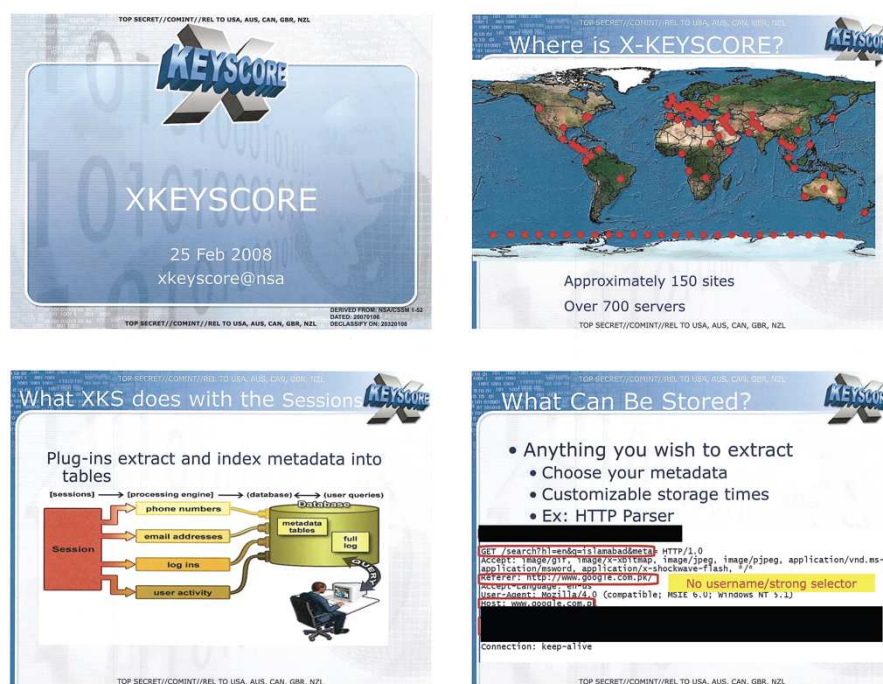 TOP SECRET//COMINT//REL TO USA, AUS, CAN, GBR, NZL
X
KEYSCORE
XKEYSCORE
25 Feb 2008
xkeyscore@nsa
DERIVED FROM: NSA/CSSM 1-52
DATED: 20070108
DECLASSIFY ON: 20320108
TOP SECRET//COMINT//REL TO USA, AUS, CAN, GBR, NZL
TOP SECRET//COMINT//REL TO USA, AUS, CAN, GBR, NZL
Where is X-KEYSCORE?
Approximately 150 sites
Over 700 servers
TOP SECRET//COMINT//REL TO USA, AUS, CAN, GBR, NZL
TOP SECRET//COMINT//REL TO USA, AUS, CAN, GBR, NZL
What XKS does with the Sessions
X
KEYSCORE
Plug-ins extract and index metadata into
tables
[sessions] [processing engine] (database) (user queries)
Database
phone numbers
email addresses
log ins
user activity
Session
metadata
tables
full
log
QUERY
TOP SECRET//COMINT//REL TO USA, AUS, CAN, GBR, NZL
TOP SECRET//COMINT//REL TO USA, AUS, CAN, GBR, NZL
What Can Be Stored?
• Anything you wish to extract
• Choose your metadata
• Customizable storage times
• Ex: HTTP Parser
GET /search?hl=en&q=islamabad&meta= HTTP/1.0
Accept: image/gif, image/x-xbitmap, image/jpeg, image/pjpeg, application/vnd.ms-
application/msword, application/x-shockwave-flash, */*
Referer: http://www.google.com.pk/
No username/strong selector
Accept-Language: en-us
User-Agent: Mozilla/4.0 (compatible; MSIE 6.0; Windows NT 5.1)
Host: www.google.com.p
Connection: keep-alive
TOP SECRET//COMINT//REL TO USA, AUS, CAN, GBR, NZL